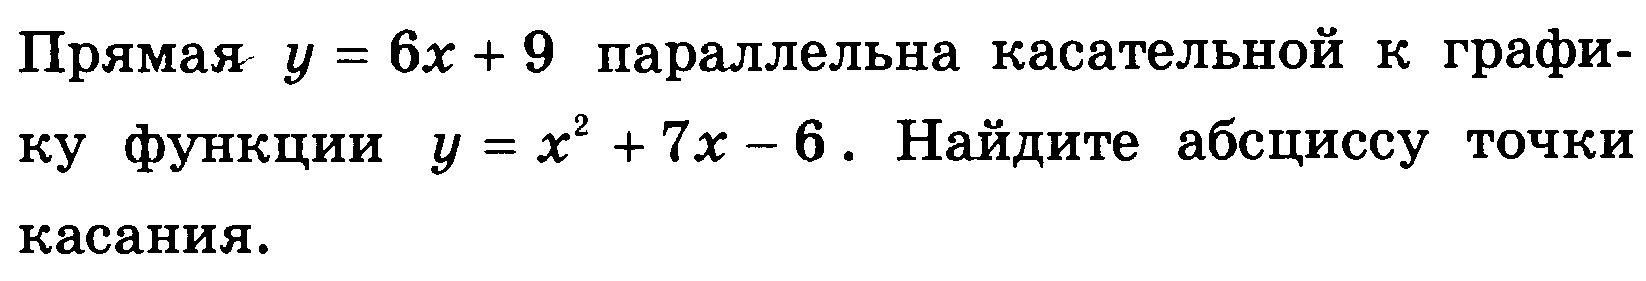 Прямая y = 6x + 9 параллельна касательной к графи-
ку функции y = x² + 7x − 6 . Найдите абсциссу точки
касания.